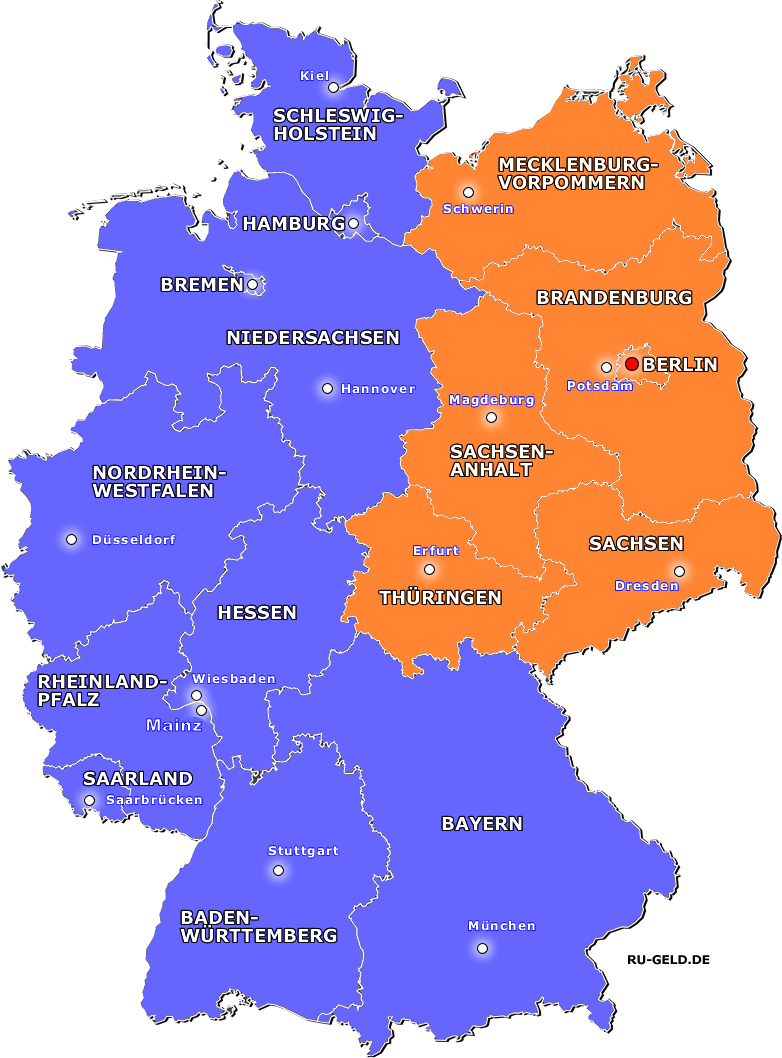 Kiel
SCHLESWIG-
HOLSTEIN
MECKLENBURG-
VORPOMMERN
Schwerin
HAMBURG
BREMEN
BRANDENBURG
NIEDERSACHSEN
BERLIN
Potsdam
Hannover
Magdeburg
SACHSEN-
ANHALT
NORDRHEIN-
WESTFALEN
Düsseldorf
SACHSEN
Erfurt
Dresden
THÜRINGEN
HESSEN
Wiesbaden
RHEINLAND-
PFALZ
Mainz
SAARLAND
Saarbrücken
BAYERN
Stuttgart
BADEN-
WÜRTTEMBERG
München
RU-GELD.DE